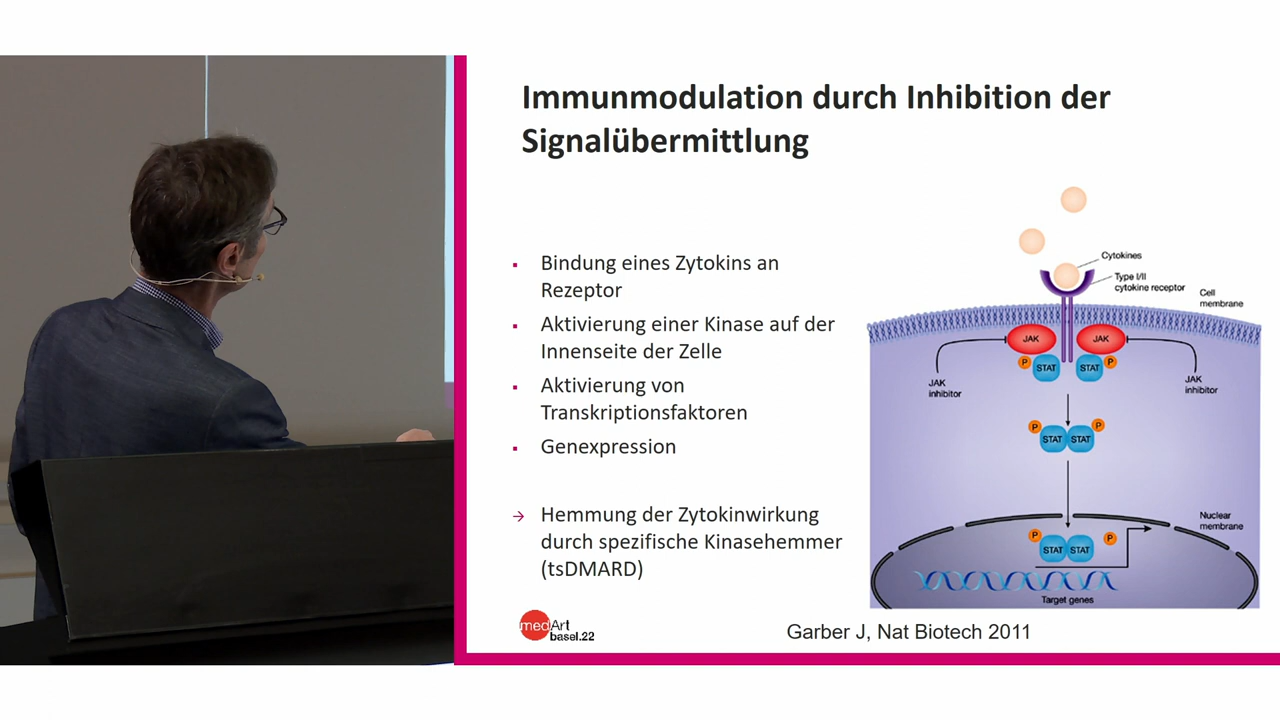 Immunmodulation durch Inhibition der
Signalübermittlung
▪ Bindung eines Zytokins an
Rezeptor
▪ Aktivierung einer Kinase auf der
Innenseite der Zelle
▪ Aktivierung von
Transkriptionsfaktoren
▪ Genexpression
→ Hemmung der Zytokinwirkung
durch spezifische Kinasehemmer
(tsDMARD)
Cytokines
Type I/II
cytokine receptor
Cell
membrane
JAK
JAK
P
STAT
STAT
P
JAK
inhibitor
JAK
inhibitor
P
STAT
STAT
P
Nuclear
membrane
P
STAT
STAT
P
Target genes
medArt
basel.22
Garber J, Nat Biotech 2011